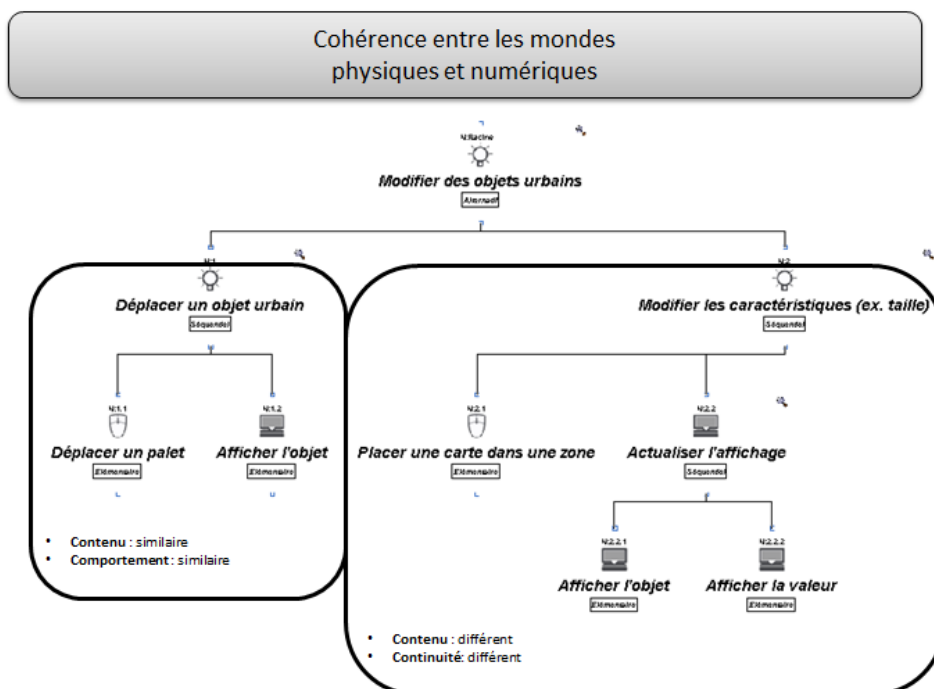 Cohérence entre les mondes
physiques et numériques
N:Racine
Modifier des objets urbains
Alternatif
N:1
Déplacer un objet urbain
Séquentiel
N:2
Modifier les caractéristiques (ex. taille)
Séquentiel
N:1.1
Déplacer un palet
Elémentaire
N:1.2
Afficher l'objet
Elémentaire
N:2.1
Placer une carte dans une zone
Elémentaire
N:2.2
Actualiser l'affichage
Séquentiel
• Contenu : similaire
• Comportement : similaire
N:2.2.1
Afficher l'objet
Elémentaire
N:2.2.2
Afficher la valeur
Elémentaire
• Contenu : différent
• Continuité: différent